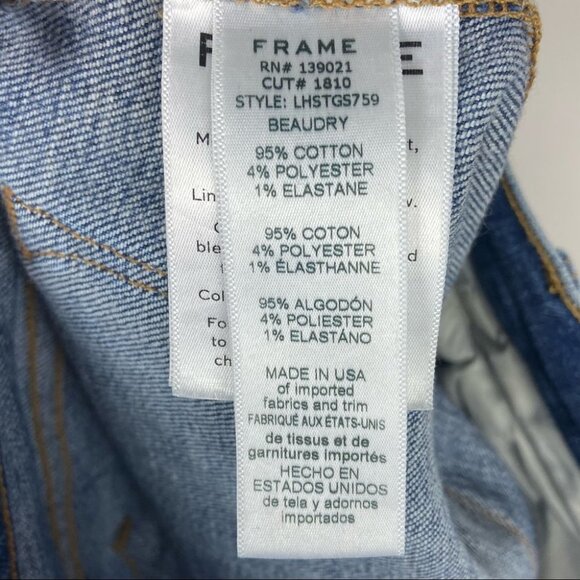 FRAME
RN# 139021
CUT# 1810
STYLE: LHSTGS759
BEAUDRY
95% COTTON
4% POLYESTER
1% ELASTANE
95% COTON
4% POLYESTER
1% ÉLASTHANNE
95% ALGODÓN
4% POLIESTER
1% ELASTÁNO
MADE IN USA
of imported
fabrics and trim
FABRIQUÉ AUX ÉTATS-UNIS
de tissus et de
garnitures importés
HECHO EN
ESTADOS UNIDOS
de tela y adornos
importados